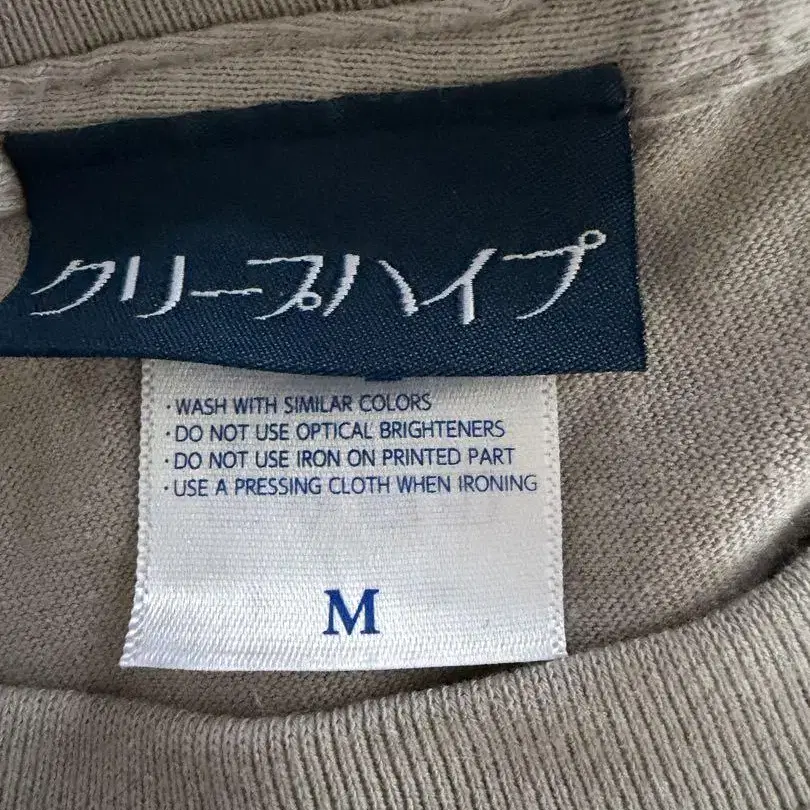 クリープハイプ
・WASH WITH SIMILAR COLORS
・DO NOT USE OPTICAL BRIGHTENERS
・DO NOT USE IRON ON PRINTED PART
・USE A PRESSING CLOTH WHEN IRONING
M